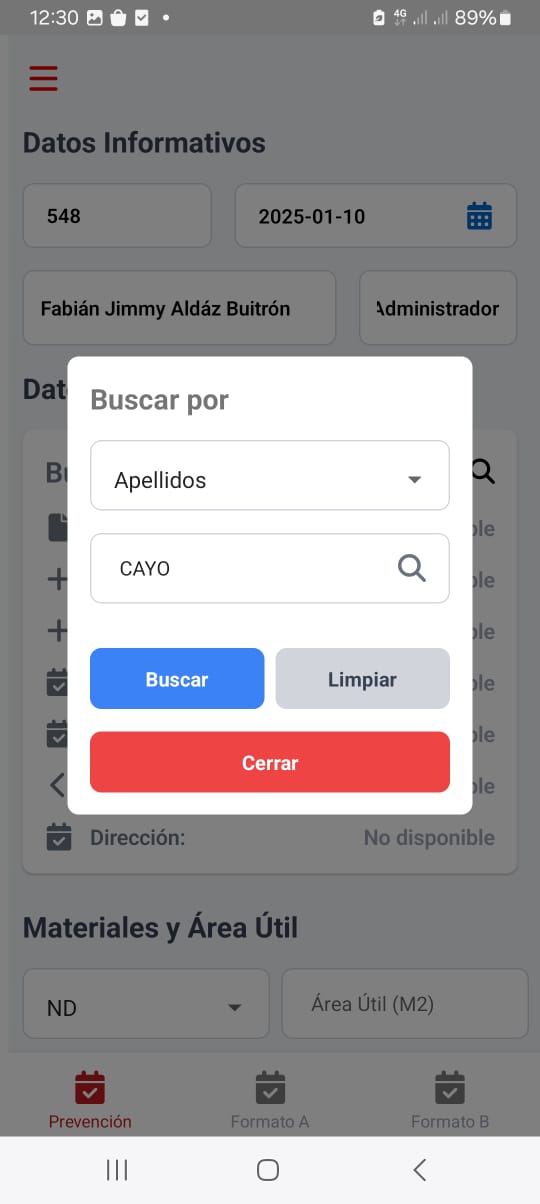 12:30
4G
89%
Datos Informativos
548
2025-01-10
Fabián Jimmy Aldáz Buitrón
Administrador
Dat
Buscar por
Apellidos
ble
CAYO
ble
ble
Buscar
Limpiar
ble
ble
Cerrar
ble
Dirección:
No disponible
Materiales y Área Útil
ND
Área Útil (M2)
Prevención
Formato A
Formato B